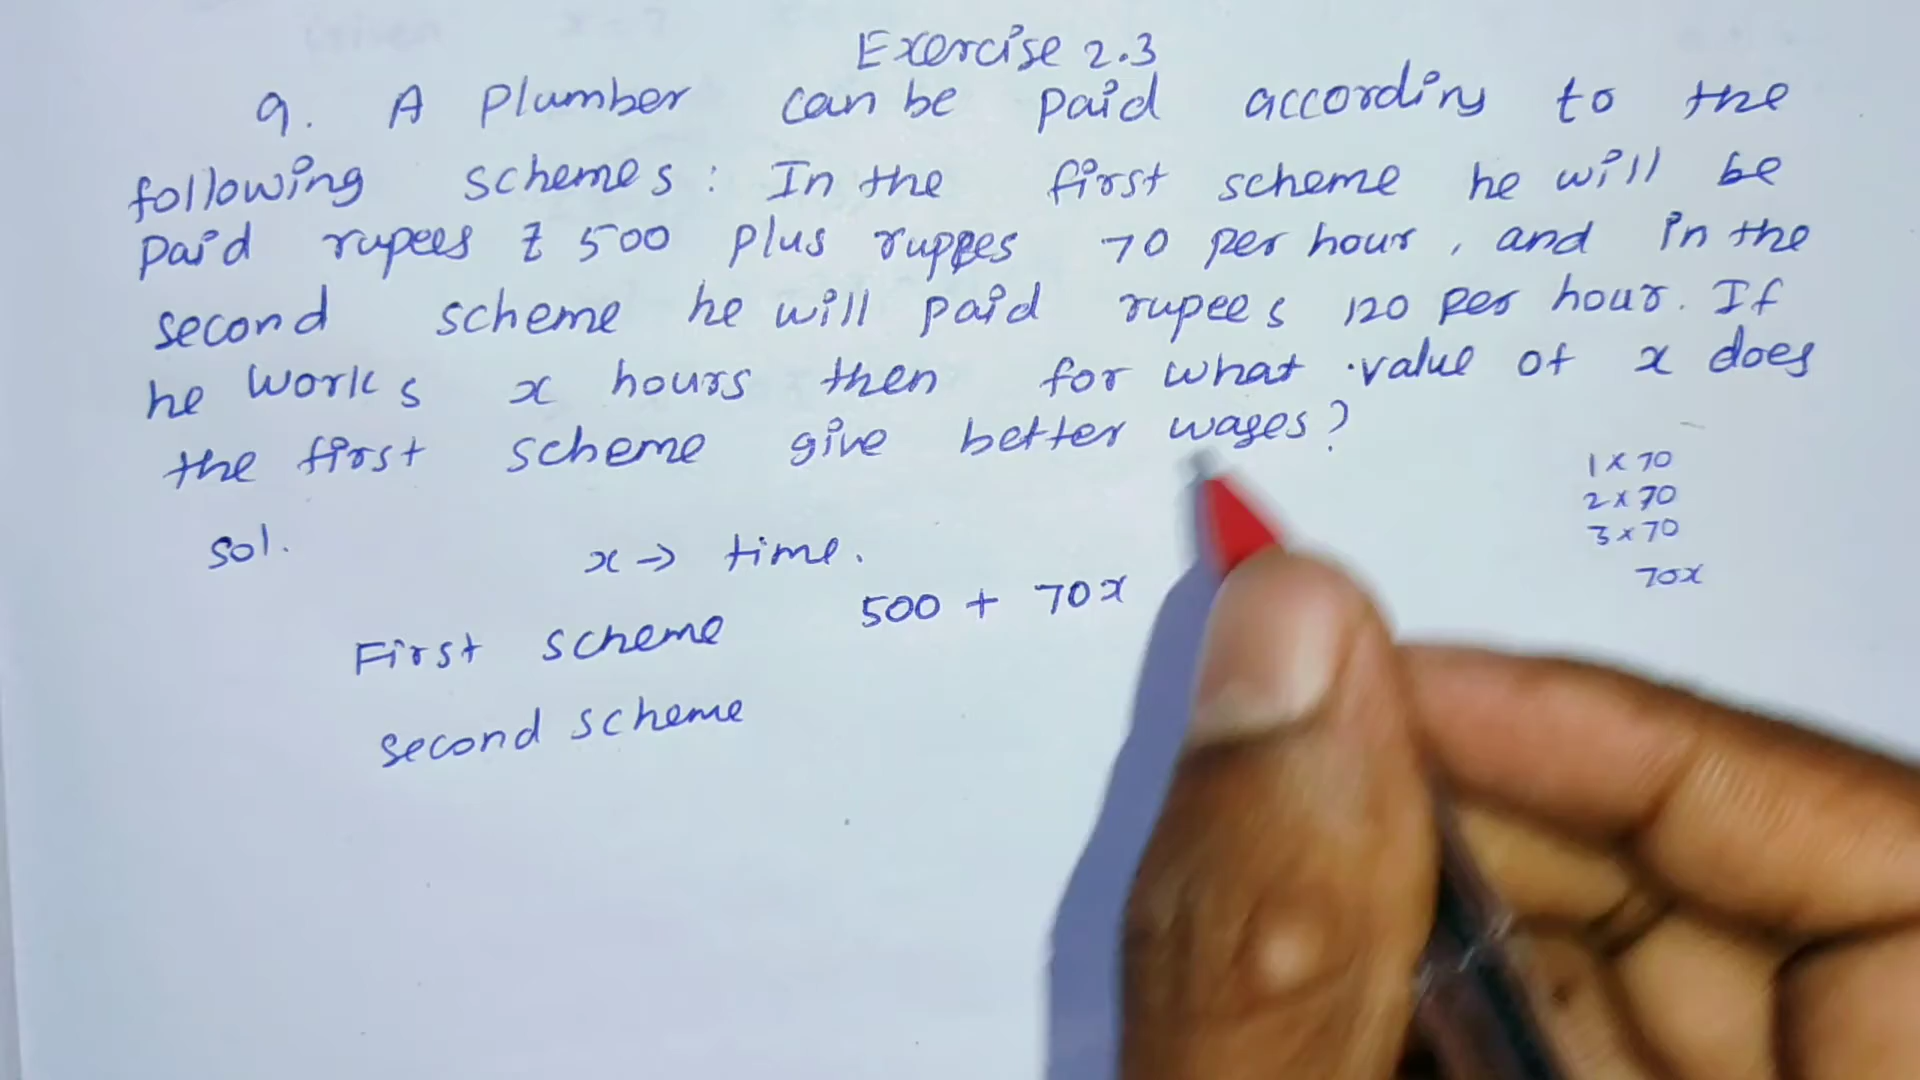 Exercise 2.3
9. A Plumber can be paid according to the
following schemes: In the first scheme he will be
paid rupees ₹ 500 plus rupees 70 per hour, and in the
second scheme he will paid rupees 120 per hour. If
he works x hours then for what value of x does
the first scheme give better wages?
1 x 70
2 x 70
3 x 70
70x
Sol. x → time.
First scheme 500 + 70x
second scheme